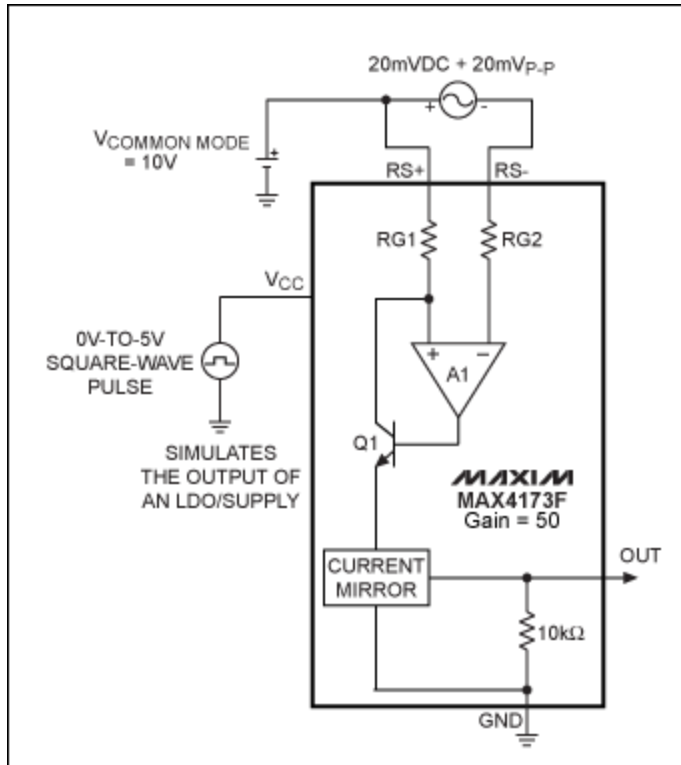 20mVDC + 20mVP-P
+ -
VCOMMON MODE
= 10V
+
RS+ RS-
RG1 RG2
VCC
0V-TO-5V
SQUARE-WAVE
PULSE
+ −
A1
Q1
SIMULATES
THE OUTPUT OF
AN LDO/SUPPLY
MAXIM
MAX4173F
Gain = 50
CURRENT
MIRROR
OUT
10kΩ
GND